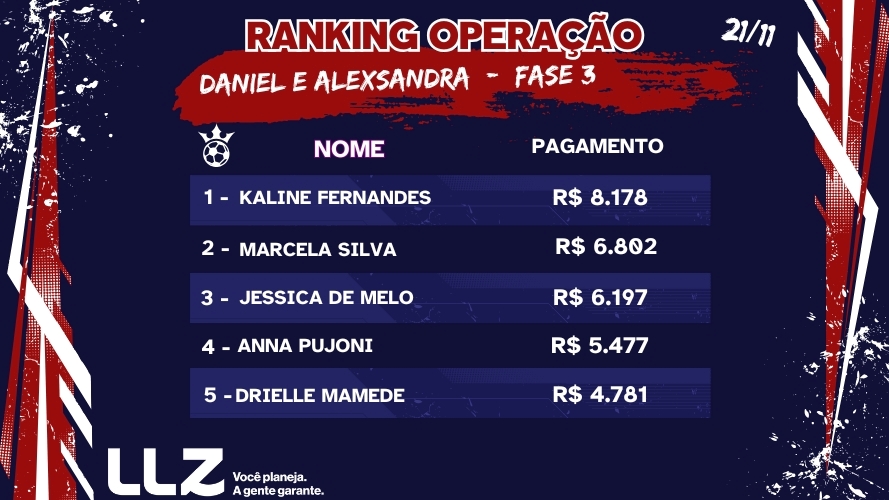 RANKING OPERAÇÃO
21/11
DANIEL E ALEXSANDRA - FASE 3
NOME PAGAMENTO
1 - KALINE FERNANDES R$ 8.178
2 - MARCELA SILVA R$ 6.802
3 - JESSICA DE MELO R$ 6.197
4 - ANNA PUJONI R$ 5.477
5 - DRIELLE MAMEDE R$ 4.781
LLZ
Você planeja.
A gente garante.